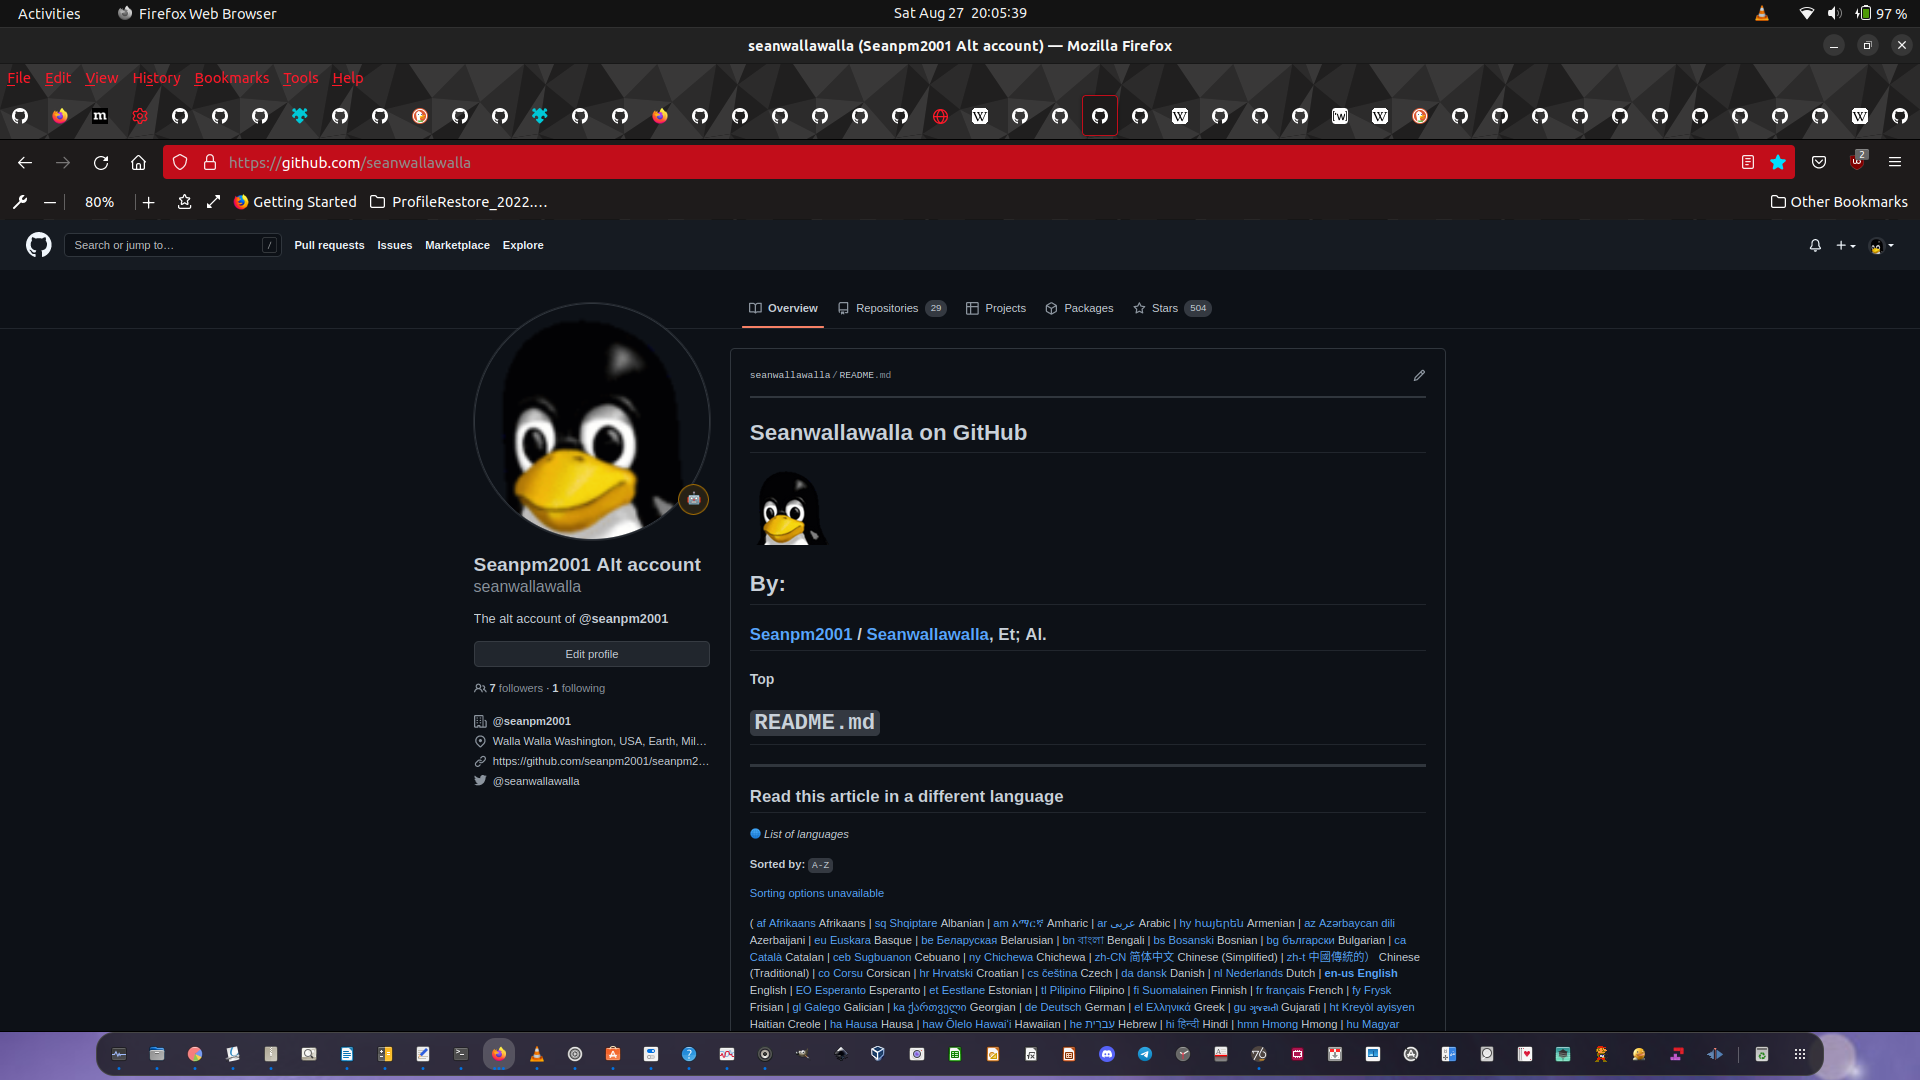 Activities Firefox Web Browser Sat Aug 27 20:05:39 97 %
seanwallawalla (Seanpm2001 Alt account) — Mozilla Firefox
File Edit View History Bookmarks Tools Help
https://github.com/seanwallawalla 2
80% Getting Started ProfileRestore_2022.… Other Bookmarks
Search or jump to… / Pull requests Issues Marketplace Explore
Overview Repositories 29 Projects Packages Stars 504
seanwallawalla/README.md
Seanwallawalla on GitHub
By:
Seanpm2001 / Seanwallawalla, Et; Al.
Top
README.md
Read this article in a different language
List of languages
Sorted by: A-Z
Sorting options unavailable
( af Afrikaans Afrikaans | sq Shqiptare Albanian | am አማርኛ Amharic | ar عربى Arabic | hy հայերեն Armenian | az Azərbaycan dili
Azerbaijani | eu Euskara Basque | be Беларуская Belarusian | bn বাংলা Bengali | bs Bosanski Bosnian | bg български Bulgarian | ca
Català Catalan | ceb Sugbuanon Cebuano | ny Chichewa Chichewa | zh-CN 简体中文 Chinese (Simplified) | zh-t 中國傳統的） Chinese
(Traditional) | co Corsu Corsican | hr Hrvatski Croatian | cs čeština Czech | da dansk Danish | nl Nederlands Dutch | en-us English
English | EO Esperanto Esperanto | et Eestlane Estonian | tl Pilipino Filipino | fi Suomalainen Finnish | fr français French | fy Frysk
Frisian | gl Galego Galician | ka ქართველი Georgian | de Deutsch German | el Ελληνικά Greek | gu ગુજરાતી Gujarati | ht Kreyòl ayisyen
Haitian Creole | ha Hausa Hausa | haw Ōlelo Hawaiʻi Hawaiian | he עִברִית Hebrew | hi हिन्दी Hindi | hmn Hmong Hmong | hu Magyar
Seanpm2001 Alt account
seanwallawalla
The alt account of @seanpm2001
Edit profile
7 followers · 1 following
@seanpm2001
Walla Walla Washington, USA, Earth, Mil…
https://github.com/seanpm2001/seanpm2…
@seanwallawalla